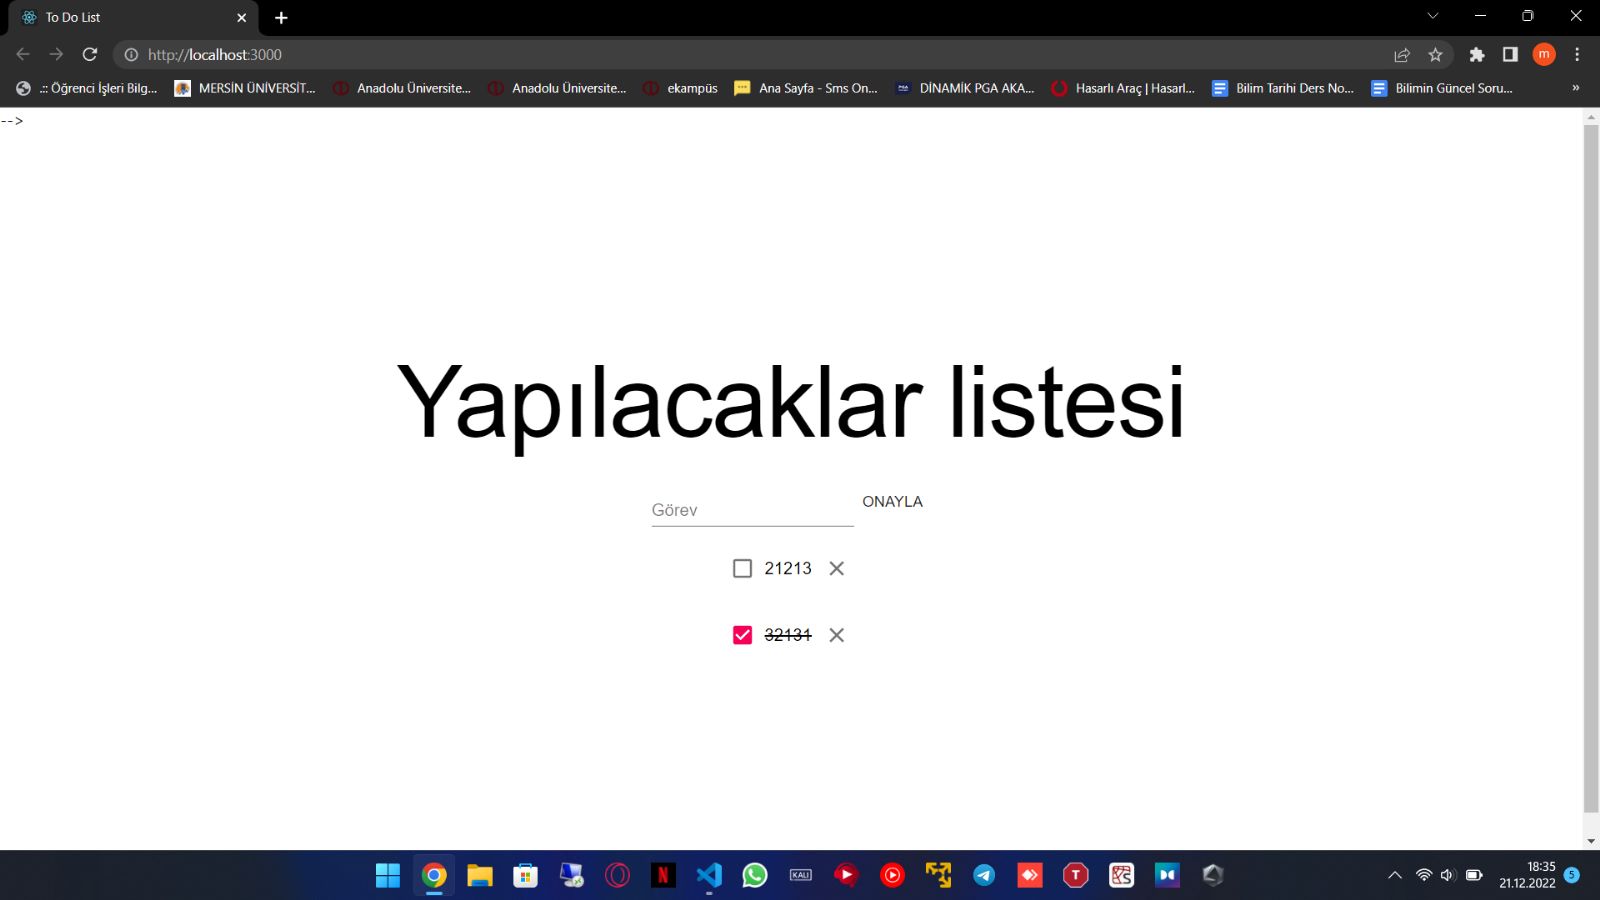 To Do List
http://localhost:3000
m
.:: Öğrenci İşleri Bilg...
MERSİN ÜNİVERSİT...
Anadolu Üniversite...
Anadolu Üniversite...
ekampüs
Ana Sayfa - Sms On...
DİNAMİK PGA AKA...
Hasarlı Araç | Hasarl...
Bilim Tarihi Ders No...
Bilimin Güncel Soru...
»
-->
Yapılacaklar listesi
Görev
ONAYLA
21213
32131
N
KALI
T
18:35
21.12.2022
5